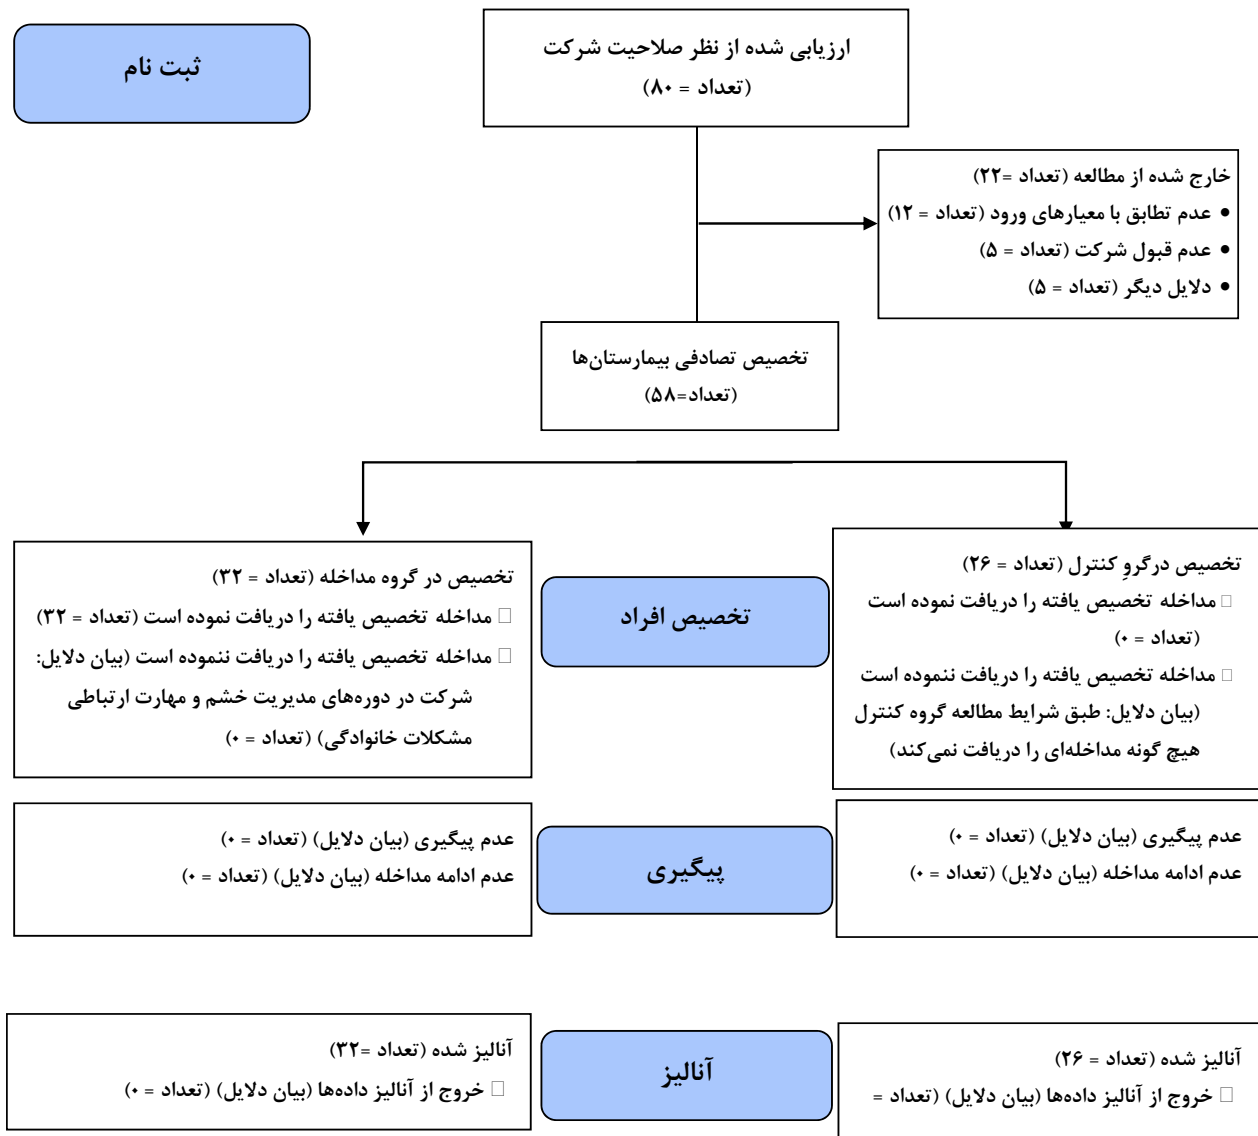 ثبت نام
ارزیابی شده از نظر صلاحیت شرکت
(تعداد = ۸۰)
خارج شده از مطالعه (تعداد =۲۲)
• عدم تطابق با معیارهای ورود (تعداد = ۱۲)
• عدم قبول شرکت (تعداد = ۵)
• دلایل دیگر (تعداد = ۵)
تخصیص تصادفی بیمارستان‌ها
(تعداد=۵۸)
تخصیص درگروِ کنترل (تعداد = ۲۶)
□ مداخله تخصیص یافته را دریافت نموده است
(تعداد = ۰)
□ مداخله تخصیص یافته را دریافت ننموده است
(بیان دلایل: طبق شرایط مطالعه گروه کنترل
هیچ گونه مداخله‌ای را دریافت نمی‌کند)
تخصیص افراد
تخصیص در گروه مداخله (تعداد = ۳۲)
□ مداخله تخصیص یافته را دریافت نموده است (تعداد = ۳۲)
□ مداخله تخصیص یافته را دریافت ننموده است (بیان دلایل:
شرکت در دوره‌های مدیریت خشم و مهارت ارتباطی
مشکلات خانوادگی) (تعداد = ۰)
عدم پیگیری (بیان دلایل) (تعداد = ۰)
عدم ادامه مداخله (بیان دلایل) (تعداد = ۰)
پیگیری
عدم پیگیری (بیان دلایل) (تعداد = ۰)
عدم ادامه مداخله (بیان دلایل) (تعداد = ۰)
آنالیز شده (تعداد = ۲۶)
□ خروج از آنالیز داده‌ها (بیان دلایل) (تعداد =
آنالیز
آنالیز شده (تعداد =۳۲)
□ خروج از آنالیز داده‌ها (بیان دلایل) (تعداد = ۰)